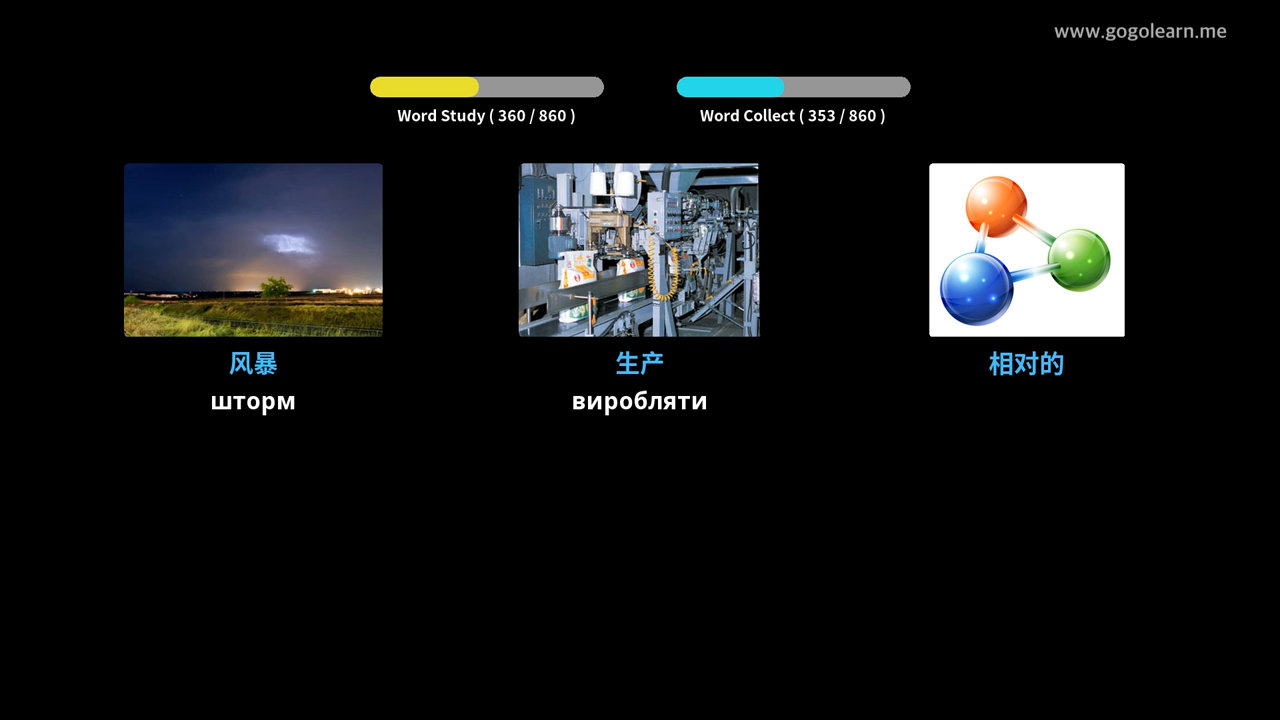 www.gogolearn.me
Word Study ( 360 / 860 )
Word Collect ( 353 / 860 )
风暴
шторм
生产
виробляти
相对的